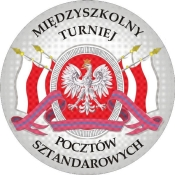 MIĘDZYSZKOLNY
TURNIEJ
POCZTÓW
SZTANDAROWYCH